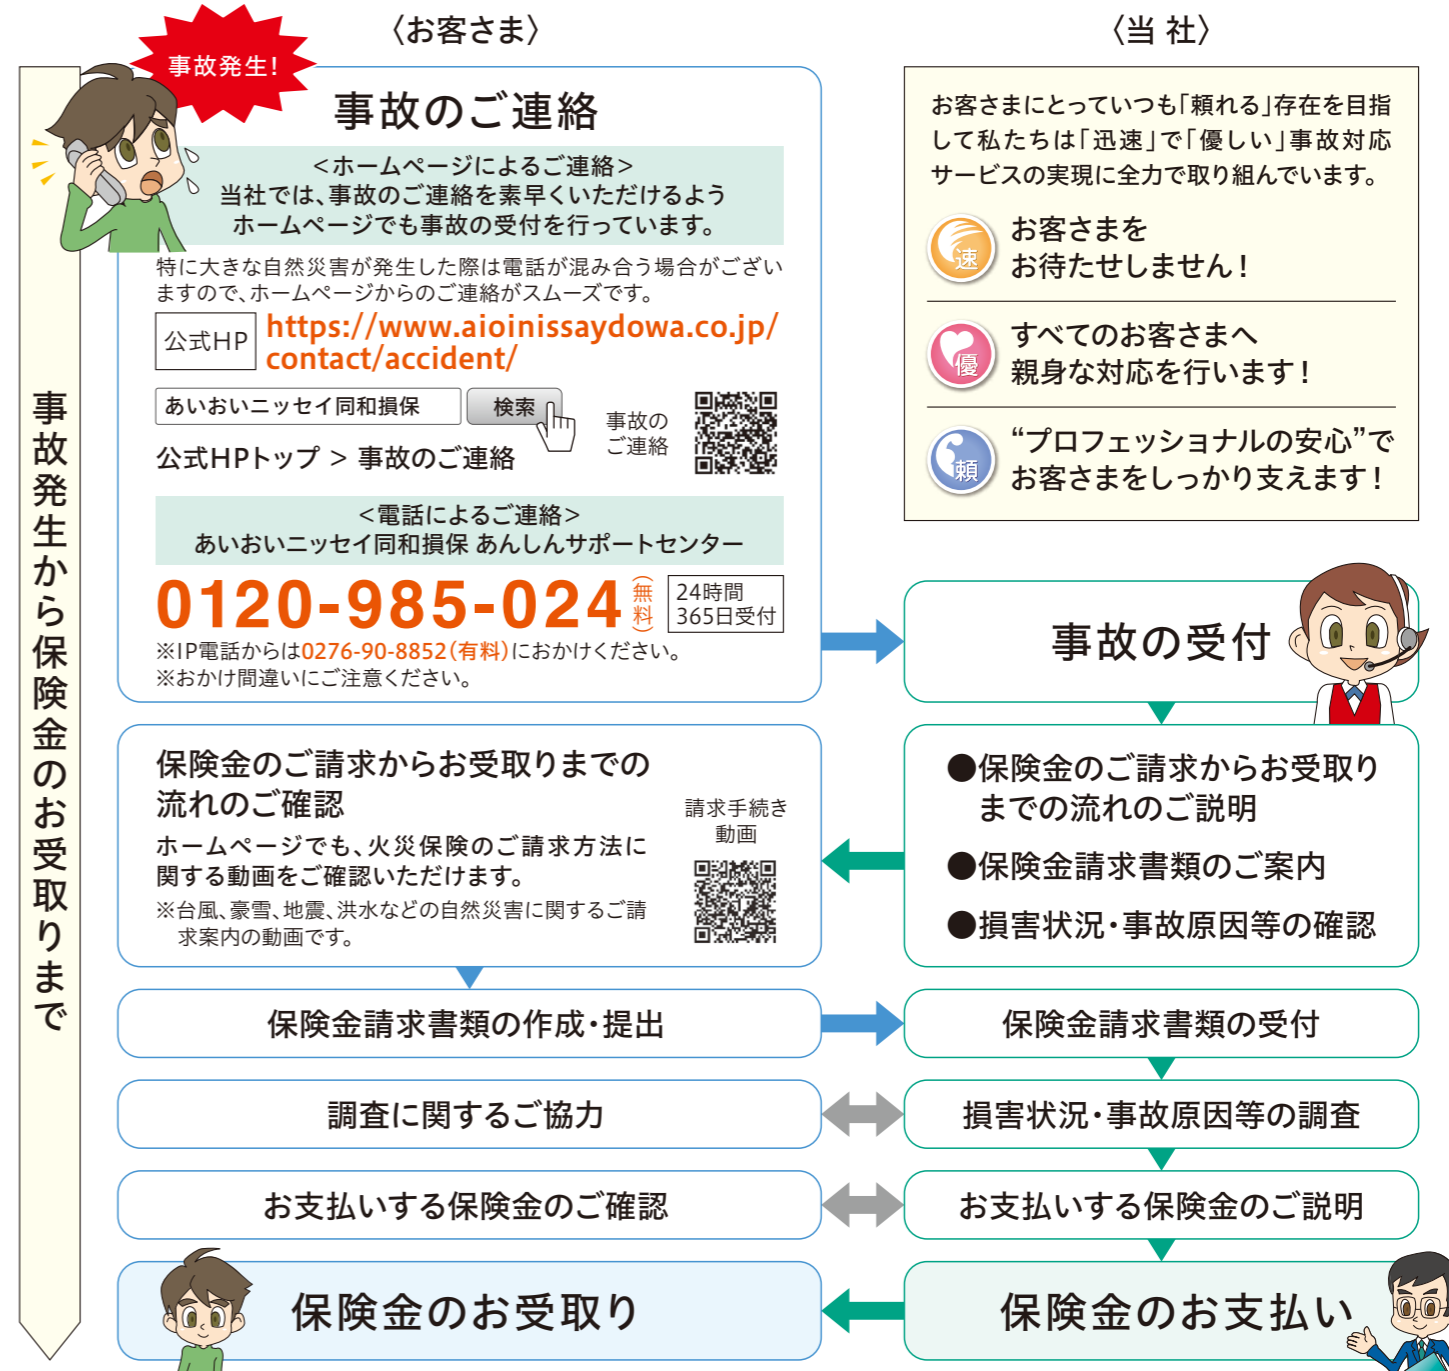 〈お客さま〉
〈当 社〉
事故発生!
事故発生から保険金のお受取りまで
事故のご連絡
<ホームページによるご連絡>
当社では、事故のご連絡を素早くいただけるよう
ホームページでも事故の受付を行っています。
特に大きな自然災害が発生した際は電話が混み合う場合がござい
ますので、ホームページからのご連絡がスムーズです。
公式HP
https://www.aioinissaydowa.co.jp/
contact/accident/
あいおいニッセイ同和損保
検索
公式HPトップ > 事故のご連絡
事故の
ご連絡
<電話によるご連絡>
あいおいニッセイ同和損保 あんしんサポートセンター
0120-985-024(無料)
24時間
365日受付
※IP電話からは0276-90-8852(有料)におかけください。
※おかけ間違いにご注意ください。
お客さまにとっていつも「頼れる」存在を目指
して私たちは「迅速」で「優しい」事故対応
サービスの実現に全力で取り組んでいます。
速
お客さまを
お待たせしません!
優
すべてのお客さまへ
親身な対応を行います!
頼
“プロフェッショナルの安心”で
お客さまをしっかり支えます!
事故の受付
保険金のご請求からお受取りまでの
流れのご確認
ホームページでも、火災保険のご請求方法に
関する動画をご確認いただけます。
※台風、豪雪、地震、洪水などの自然災害に関するご請
求案内の動画です。
請求手続き
動画
●保険金のご請求からお受取り
までの流れのご説明
●保険金請求書類のご案内
●損害状況・事故原因等の確認
保険金請求書類の作成・提出
保険金請求書類の受付
調査に関するご協力
損害状況・事故原因等の調査
お支払いする保険金のご確認
お支払いする保険金のご説明
保険金のお受取り
保険金のお支払い